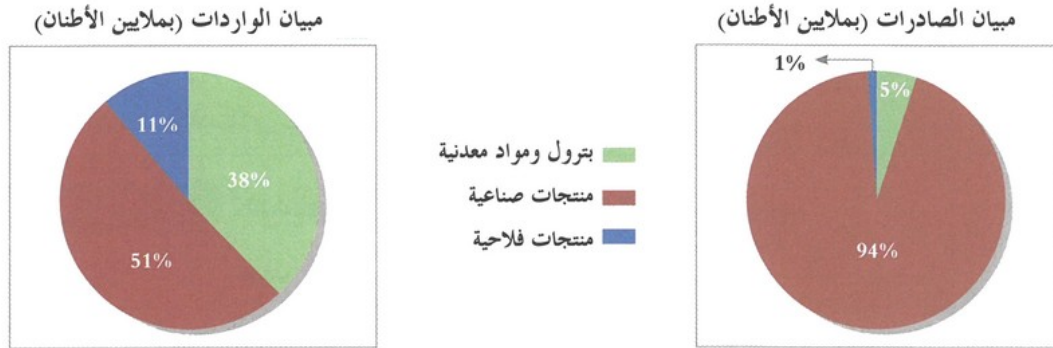 مبيان الصادرات (بملايين الأطنان)
1%
5%
94%
بترول ومواد معدنية
منتجات صناعية
منتجات فلاحية
مبيان الواردات (بملايين الأطنان)
11%
38%
51%